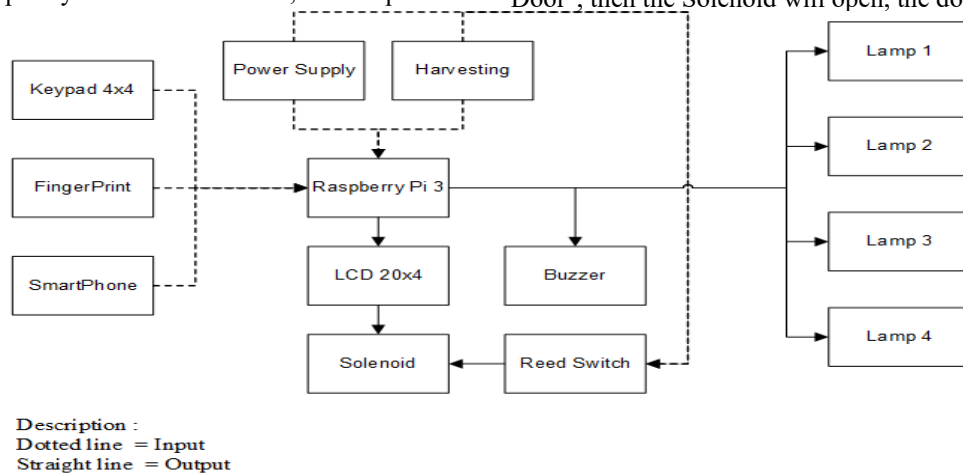 Door", then the Solenoid will open, the do
Power Supply
Harvesting
Lamp 1
Keypad 4x4
Lamp 2
FingerPrint
Raspberry Pi 3
Lamp 3
SmartPhone
LCD 20x4
Buzzer
Lamp 4
Solenoid
Reed Switch
Description :
Dotted line = Input
Straight line = Output